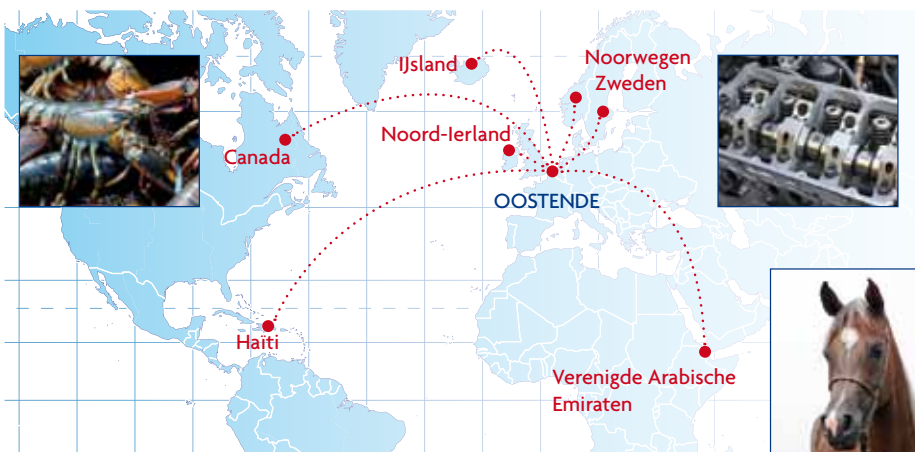 IJsland
Noorwegen
Zweden
Noord-Ierland
Canada
OOSTENDE
Haïti
Verenigde Arabische
Emiraten